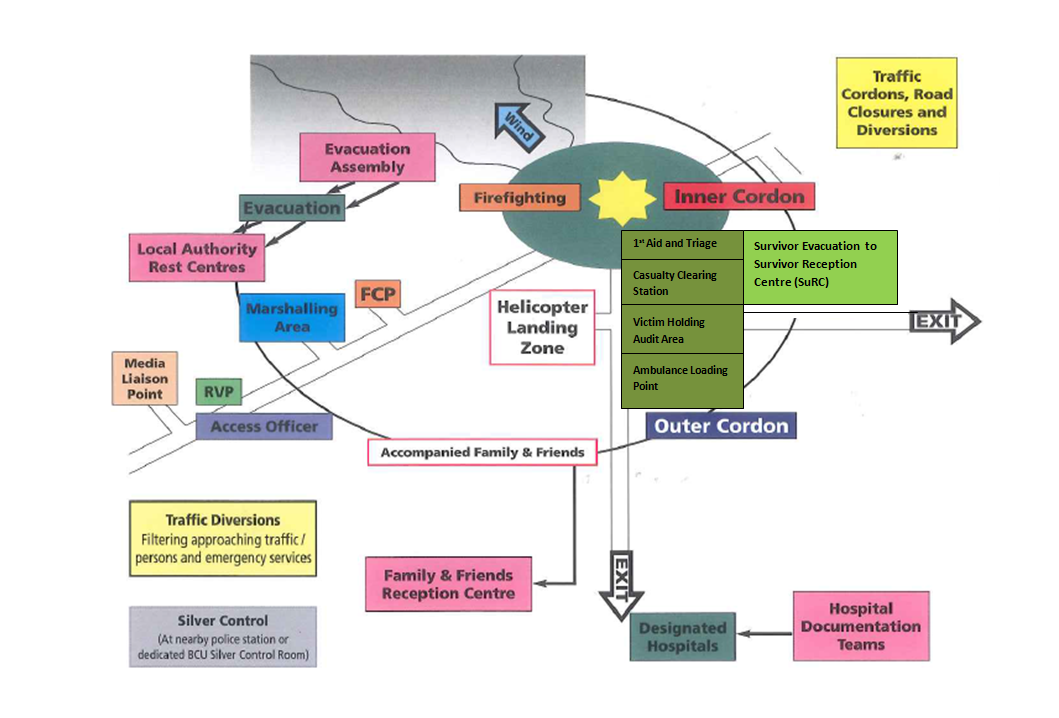 Traffic
Cordons, Road
Closures and
Diversions
Wind
Evacuation
Assembly
Firefighting
Inner Cordon
Evacuation
Local Authority
Rest Centres
1st Aid and Triage
Casualty Clearing
Station
Victim Holding
Audit Area
Ambulance Loading
Point
Survivor Evacuation to
Survivor Reception
Centre (SuRC)
FCP
Marshalling
Area
Helicopter
Landing
Zone
EXIT
Media
Liaison
Point
RVP
Access Officer
Outer Cordon
Accompanied Family & Friends
Traffic Diversions
Filtering approaching traffic /
persons and emergency services
Family & Friends
Reception Centre
EXIT
Silver Control
(At nearby police station or
dedicated BCU Silver Control Room)
Designated
Hospitals
Hospital
Documentation
Teams